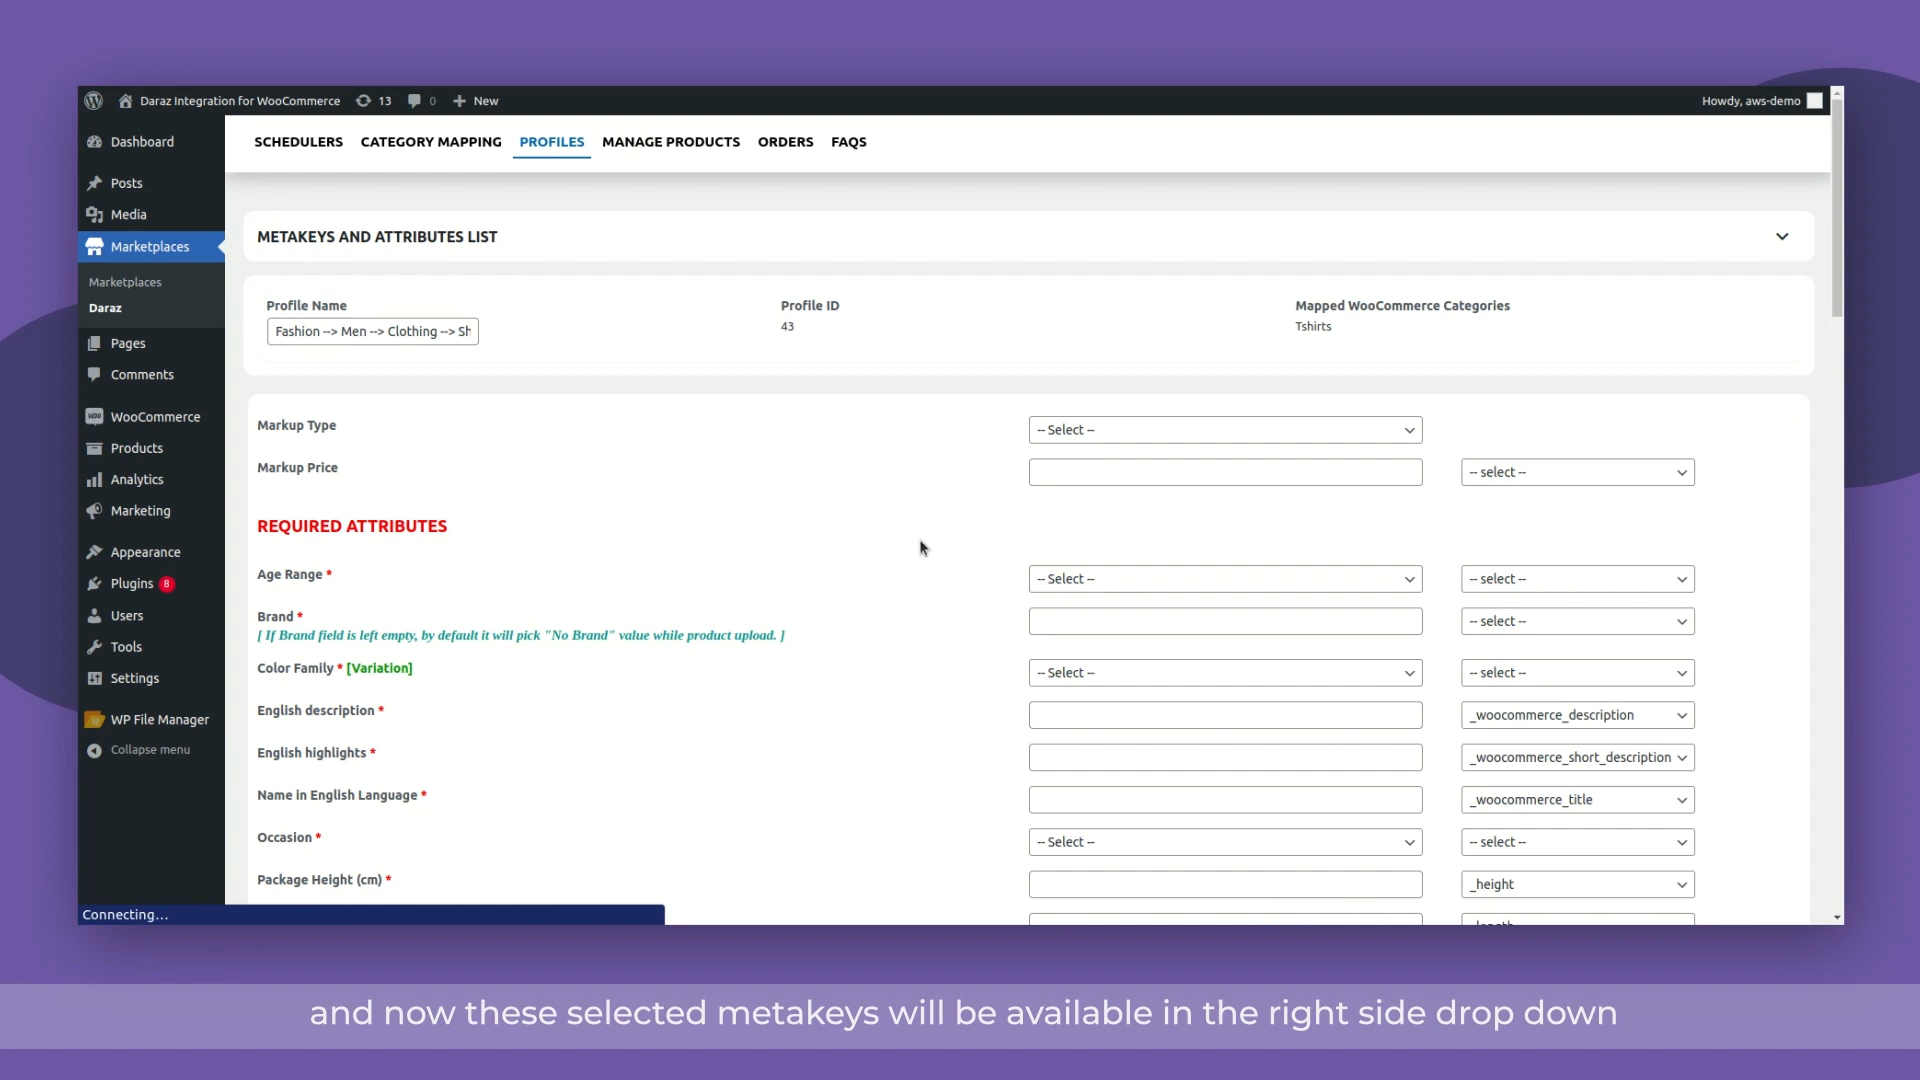 Daraz Integration for WooCommerce 13 0 New Howdy, aws-demo
Dashboard
Posts
Media
Marketplaces
Marketplaces
Daraz
Pages
Comments
WooCommerce
Products
Analytics
Marketing
Appearance
Plugins 8
Users
Tools
Settings
WP File Manager
Collapse menu
SCHEDULERS CATEGORY MAPPING PROFILES MANAGE PRODUCTS ORDERS FAQS
METAKEYS AND ATTRIBUTES LIST
Profile Name Profile ID Mapped WooCommerce Categories
Fashion --> Men --> Clothing --> Sh 43 Tshirts
Markup Type -- Select --
Markup Price -- select --
REQUIRED ATTRIBUTES
Age Range * -- Select -- -- select --
Brand * -- select --
[ If Brand field is left empty, by default it will pick "No Brand" value while product upload. ]
Color Family * [Variation] -- Select -- -- select --
English description * _woocommerce_description
English highlights * _woocommerce_short_description
Name in English Language * _woocommerce_title
Occasion * -- Select -- -- select --
Package Height (cm) * _height
Connecting...
and now these selected metakeys will be available in the right side drop down